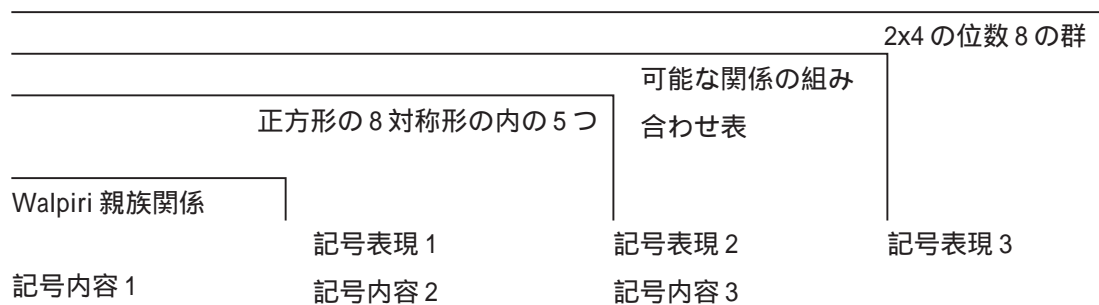 2x4 の位数 8 の群
可能な関係の組み
合わせ表
正方形の 8 対称形の内の 5 つ
Walpiri 親族関係
記号表現 1
記号表現 2
記号表現 3
記号内容 1
記号内容 2
記号内容 3